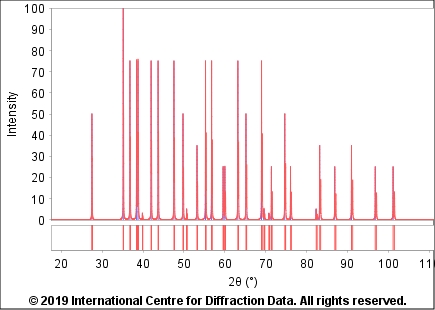 100
90
80
70
60
50
40
30
20
10
0
Intensity
20 30 40 50 60 70 80 90 100 110
2θ (°)
© 2019 International Centre for Diffraction Data. All rights reserved.